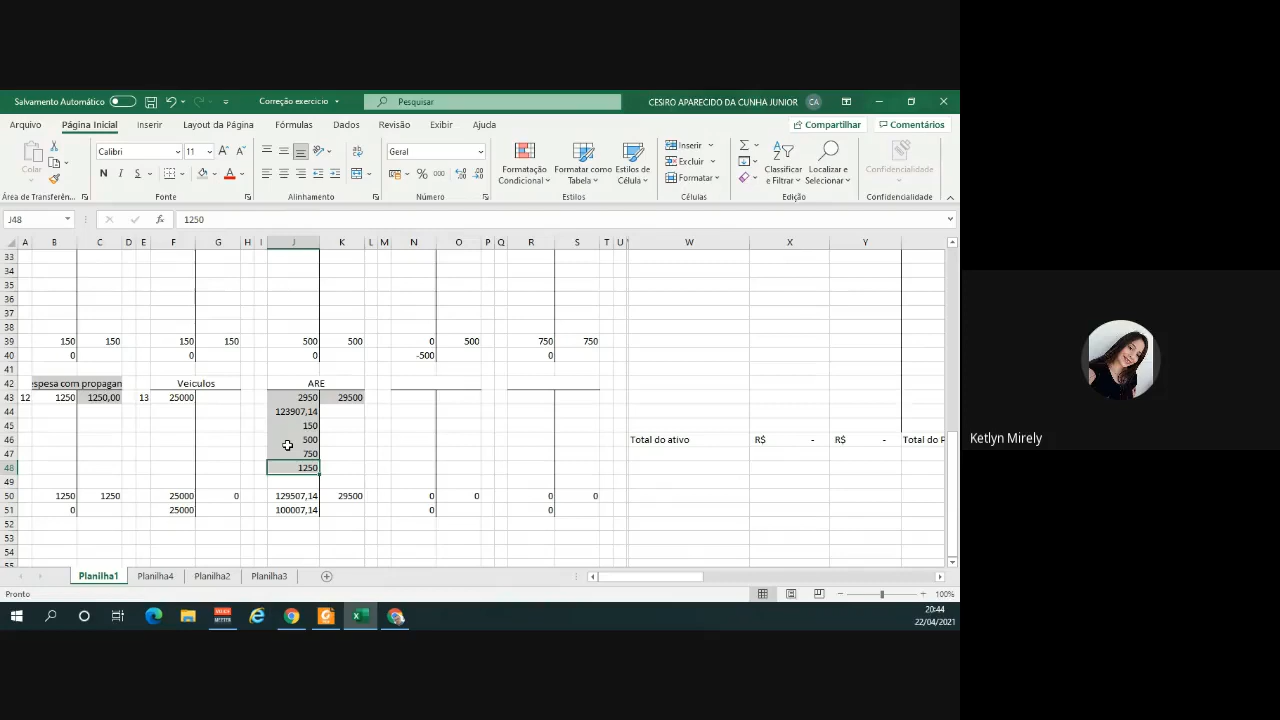 Salvamento Automático
Correção exercicio
Pesquisar
CESIRO APARECIDO DA CUNHA JUNIOR CA
Arquivo Página Inicial Inserir Layout da Página Fórmulas Dados Revisão Exibir Ajuda Compartilhar Comentários
Colar
Calibri 11
N I S
Geral
% 000
Formatação Condicional
Formatar como Tabela
Estilos de Célula
Inserir
Excluir
Formatar
Classificar e Filtrar
Localizar e Selecionar
Confidencialidade
Área de Transferên... Fonte Alinhamento Número Estilos Células Edição Confidencialidade
J48 fx 1250
A B C D E F G H I J K L M N O P Q R S T U W X Y
33
34
35
36
37
38
39 150 150 150 150 500 500 0 500 750 750
40 0 0 0 -500 0
41
42 espesa com propagan Veiculos ARE
43 12 1250 1250,00 13 25000 2950 29500
44 123907,14
45 150
46 500 Total do ativo R$ - R$ - Total do P
47 750
48 1250
49
50 1250 1250 25000 0 129507,14 29500 0 0 0 0
51 0 25000 100007,14 0 0
52
53
54
55
Planilha1 Planilha4 Planilha2 Planilha3
Pronto
100%
20:44
22/04/2021
Ketlyn Mirely